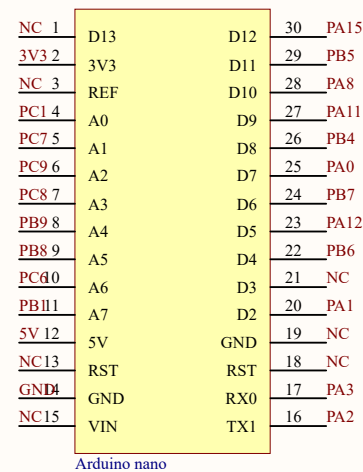 NC 1 D13 D12 30 PA15
3V3 2 3V3 D11 29 PB5
NC 3 REF D10 28 PA8
PC1 4 A0 D9 27 PA11
PC7 5 A1 D8 26 PB4
PC9 6 A2 D7 25 PA0
PC8 7 A3 D6 24 PB7
PB9 8 A4 D5 23 PA12
PB8 9 A5 D4 22 PB6
PC6 10 A6 D3 21 NC
PB1 11 A7 D2 20 PA1
5V 12 5V GND 19 NC
NC 13 RST RST 18 NC
GND 14 GND RX0 17 PA3
NC 15 VIN TX1 16 PA2
Arduino nano